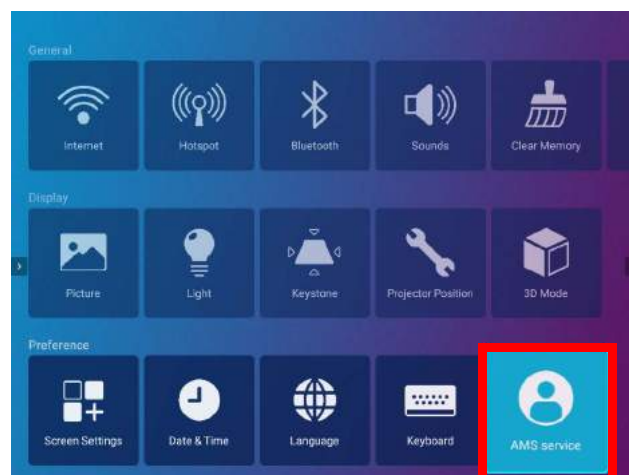 General
Internet
Hotspot
Bluetooth
Sounds
Clear Memory
Display
Picture
Light
Keystone
Projector Position
3D Mode
Preference
Screen Settings
Date & Time
Language
Keyboard
AMS service